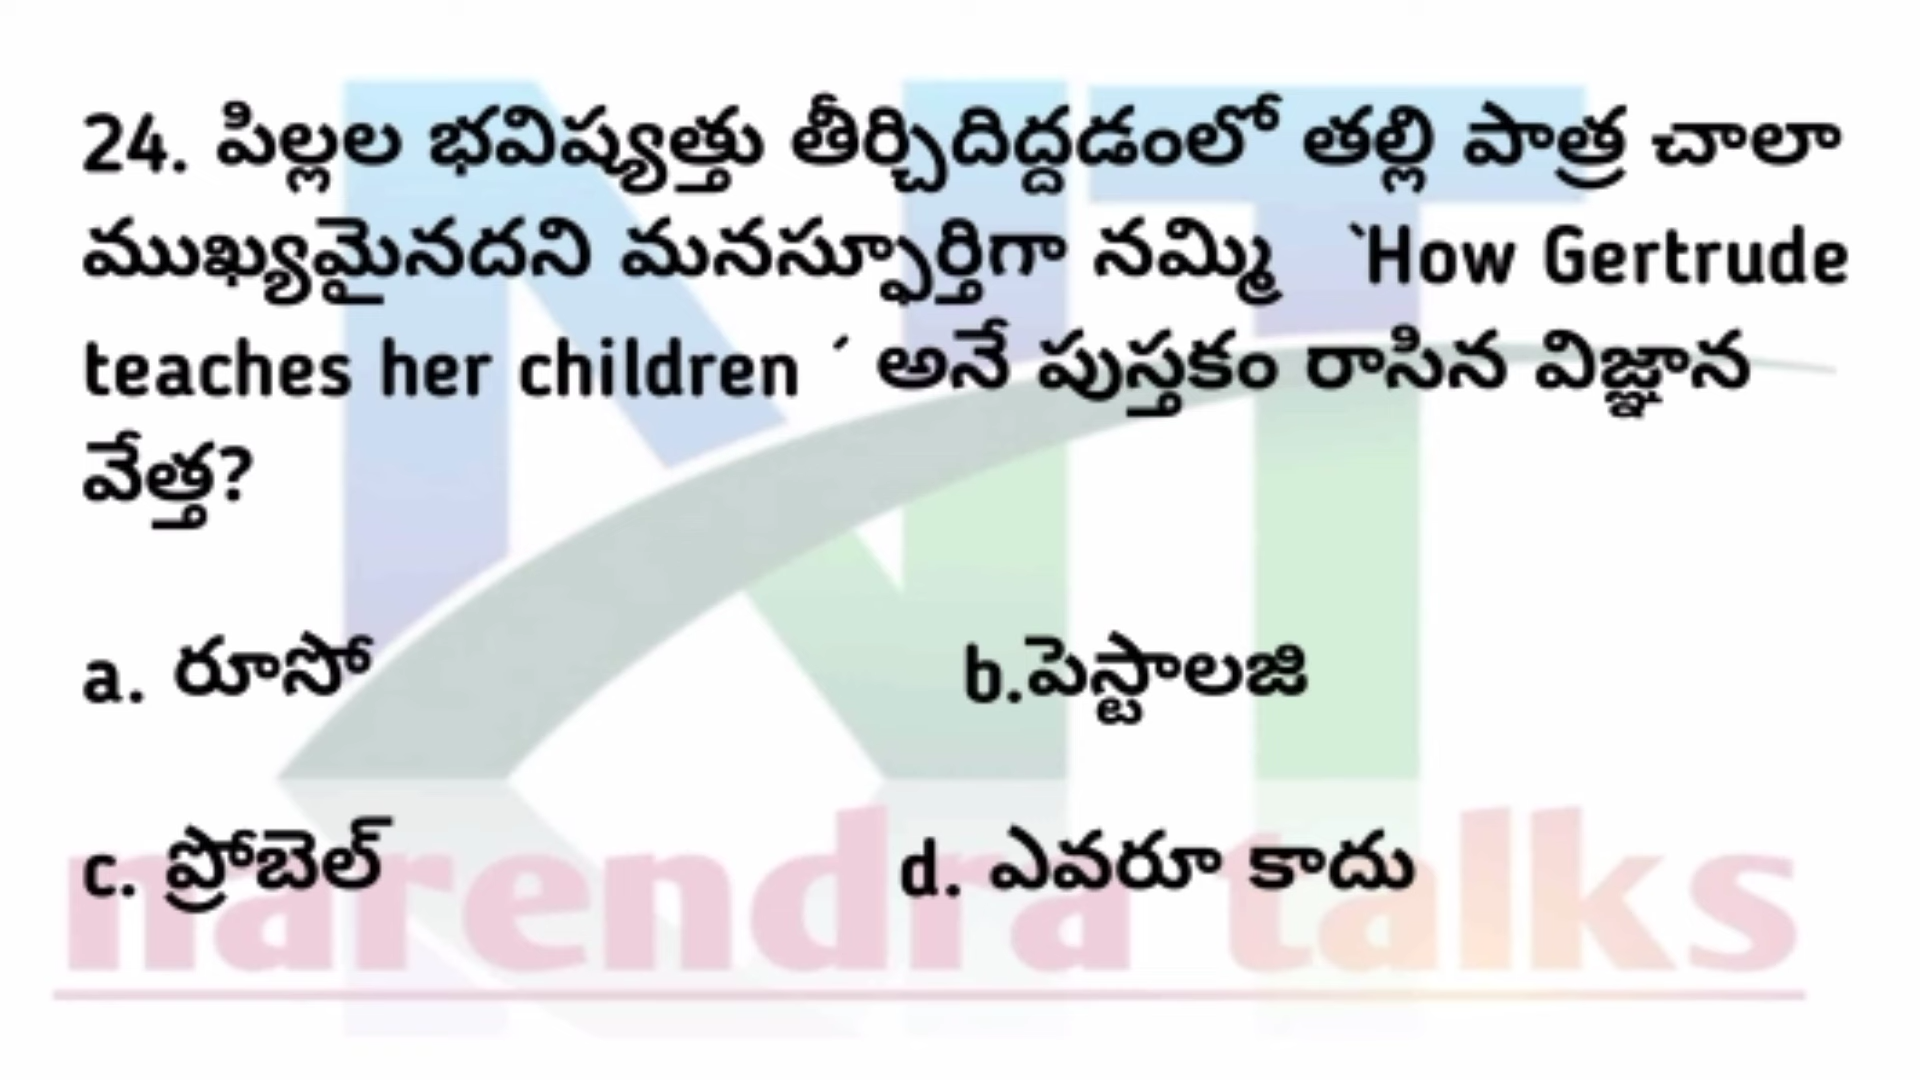 24. పిల్లల భవిష్యత్తు తీర్చిదిద్దడంలో తల్లి పాత్ర చాలా
ముఖ్యమైనదని మనస్ఫూర్తిగా నమ్మి `How Gertrude
teaches her children ´ అనే పుస్తకం రాసిన విజ్ఞాన
వేత్త?
a. రూసో b.పెస్టాలజి
c. ప్రోబెల్ d. ఎవరూ కాదు
narendra talks